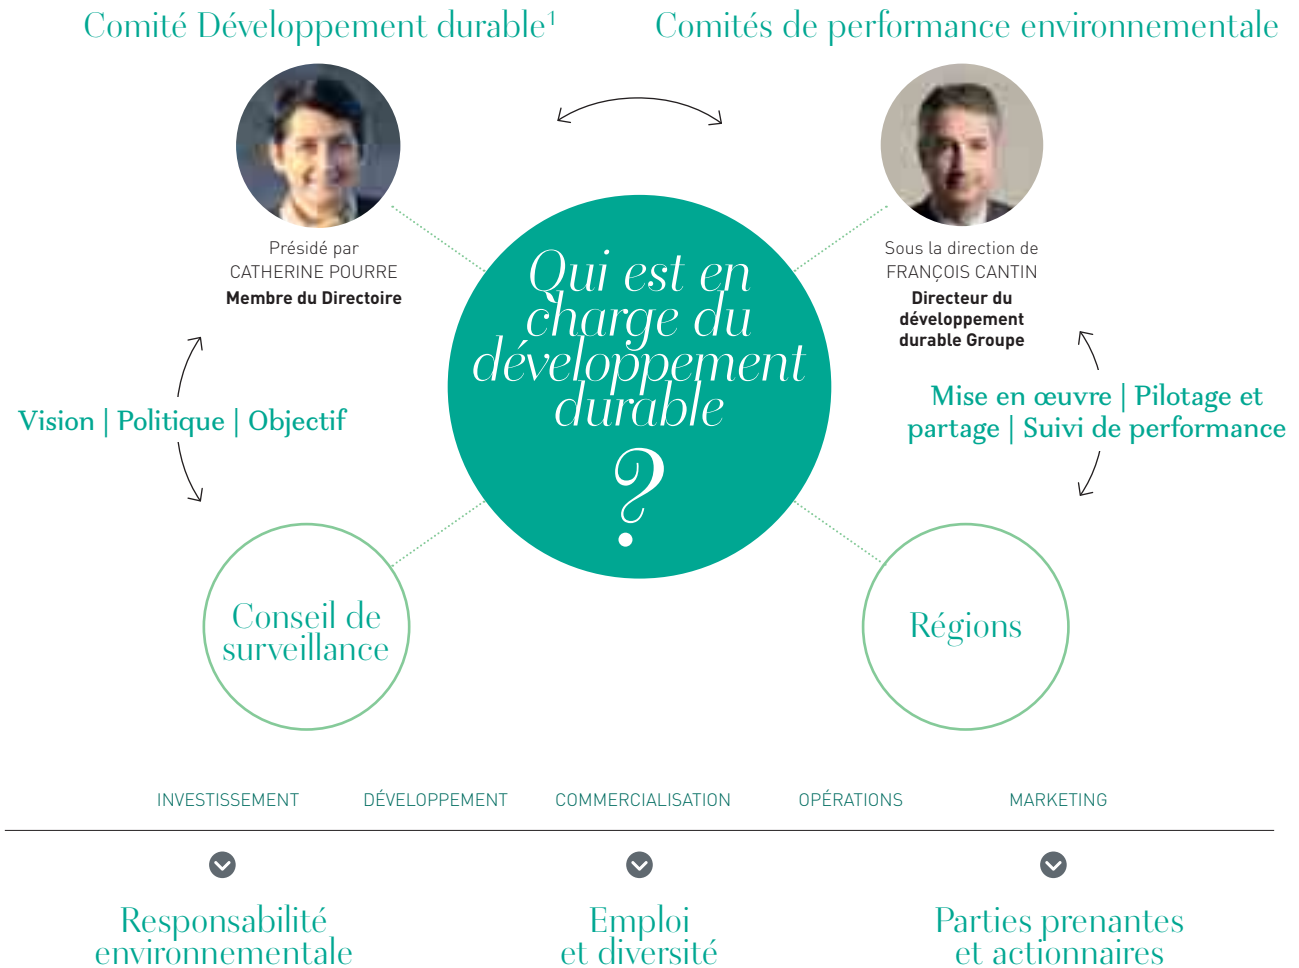 Comité Développement durable¹
Comités de performance environnementale
Présidé par
CATHERINE POURRE
Membre du Directoire
Sous la direction de
FRANÇOIS CANTIN
Directeur du
développement
durable Groupe
Qui est en
charge du
développement
durable
?
Vision | Politique | Objectif
Mise en œuvre | Pilotage et
partage | Suivi de performance
Conseil de
surveillance
Régions
INVESTISSEMENT
DÉVELOPPEMENT
COMMERCIALISATION
OPÉRATIONS
MARKETING
Responsabilité
environnementale
Emploi
et diversité
Parties prenantes
et actionnaires